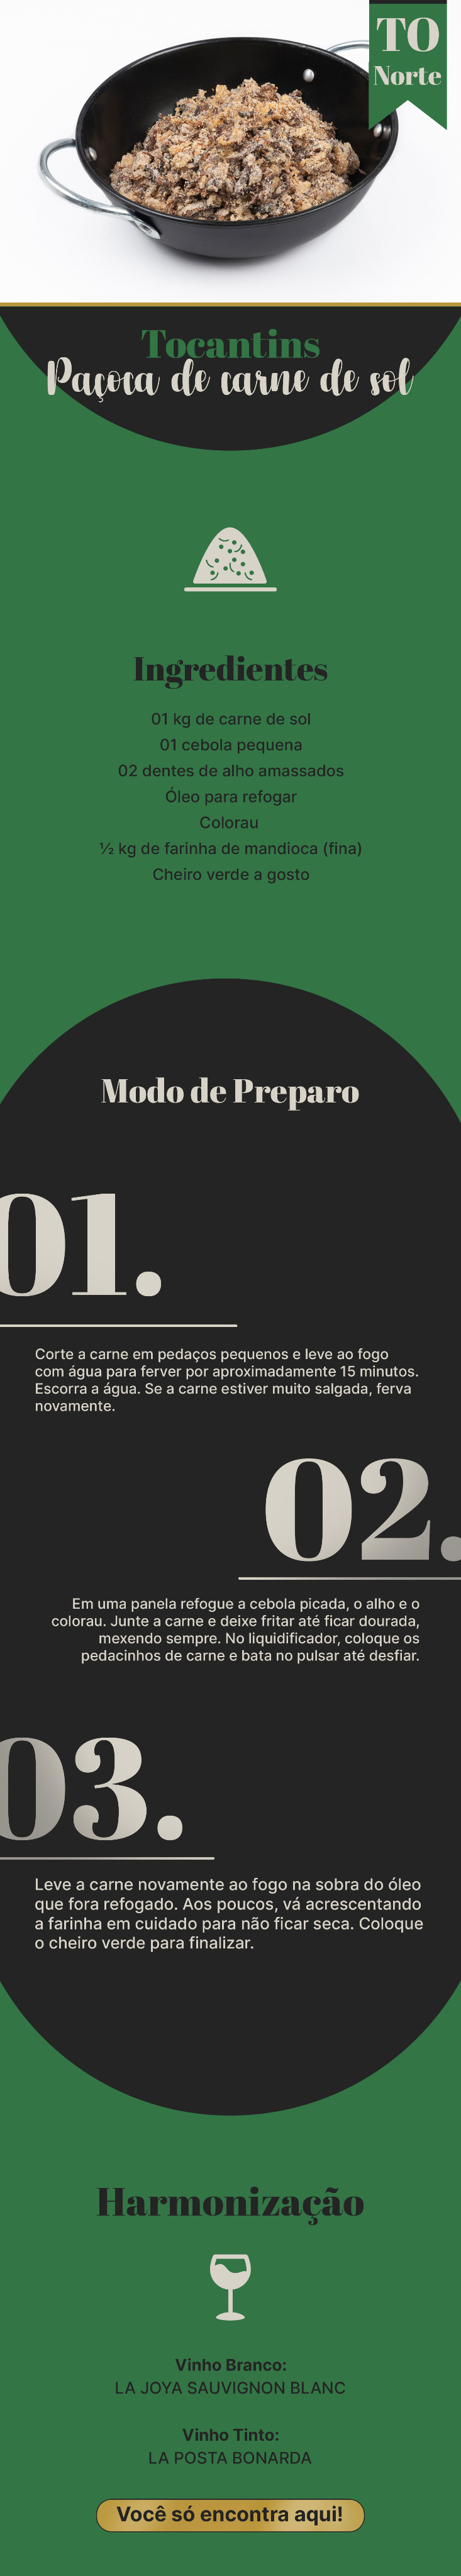 TO
Norte
Tocantins
Paçoca de carne de sol
Ingredientes
01 kg de carne de sol
01 cebola pequena
02 dentes de alho amassados
Óleo para refogar
Colorau
½ kg de farinha de mandioca (fina)
Cheiro verde a gosto
Modo de Preparo
01.
Corte a carne em pedaços pequenos e leve ao fogo
com água para ferver por aproximadamente 15 minutos.
Escorra a água. Se a carne estiver muito salgada, ferva
novamente.
02.
Em uma panela refogue a cebola picada, o alho e o
colorau. Junte a carne e deixe fritar até ficar dourada,
mexendo sempre. No liquidificador, coloque os
pedacinhos de carne e bata no pulsar até desfiar.
03.
Leve a carne novamente ao fogo na sobra do óleo
que fora refogado. Aos poucos, vá acrescentando
a farinha em cuidado para não ficar seca. Coloque
o cheiro verde para finalizar.
Harmonização
Vinho Branco:
LA JOYA SAUVIGNON BLANC
Vinho Tinto:
LA POSTA BONARDA
Você só encontra aqui!